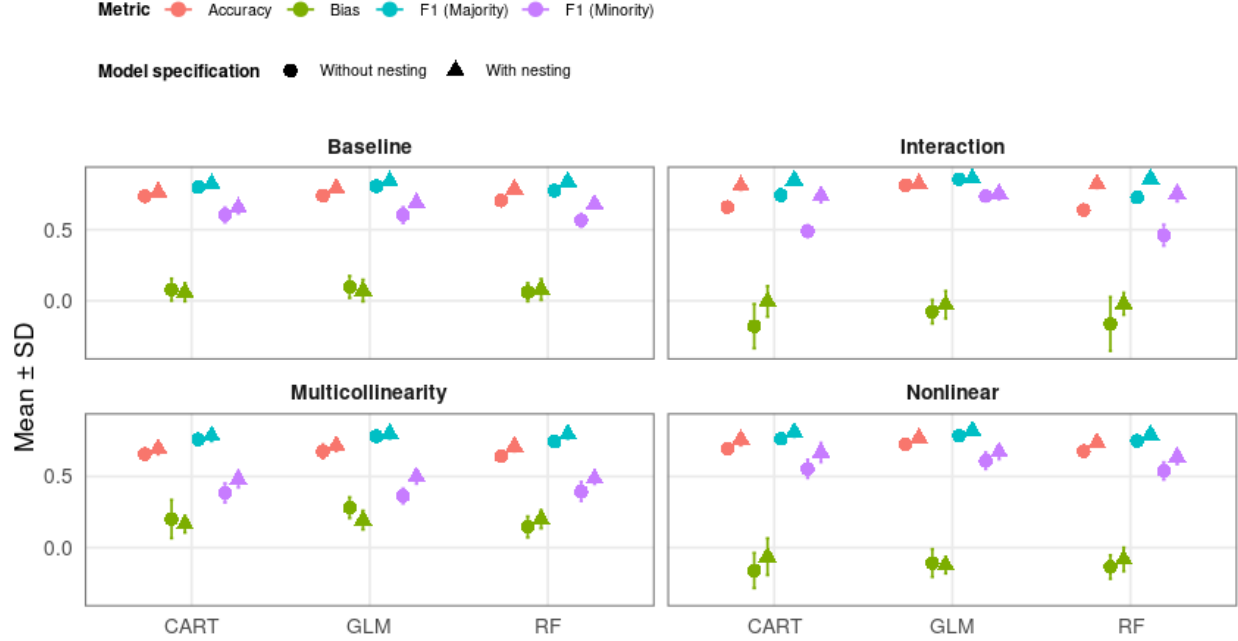 Metric Accuracy Bias F1 (Majority) F1 (Minority)
Model specification Without nesting With nesting
Mean ± SD
Baseline Interaction
0.5
0.0
Multicollinearity Nonlinear
0.5
0.0
CART GLM RF CART GLM RF